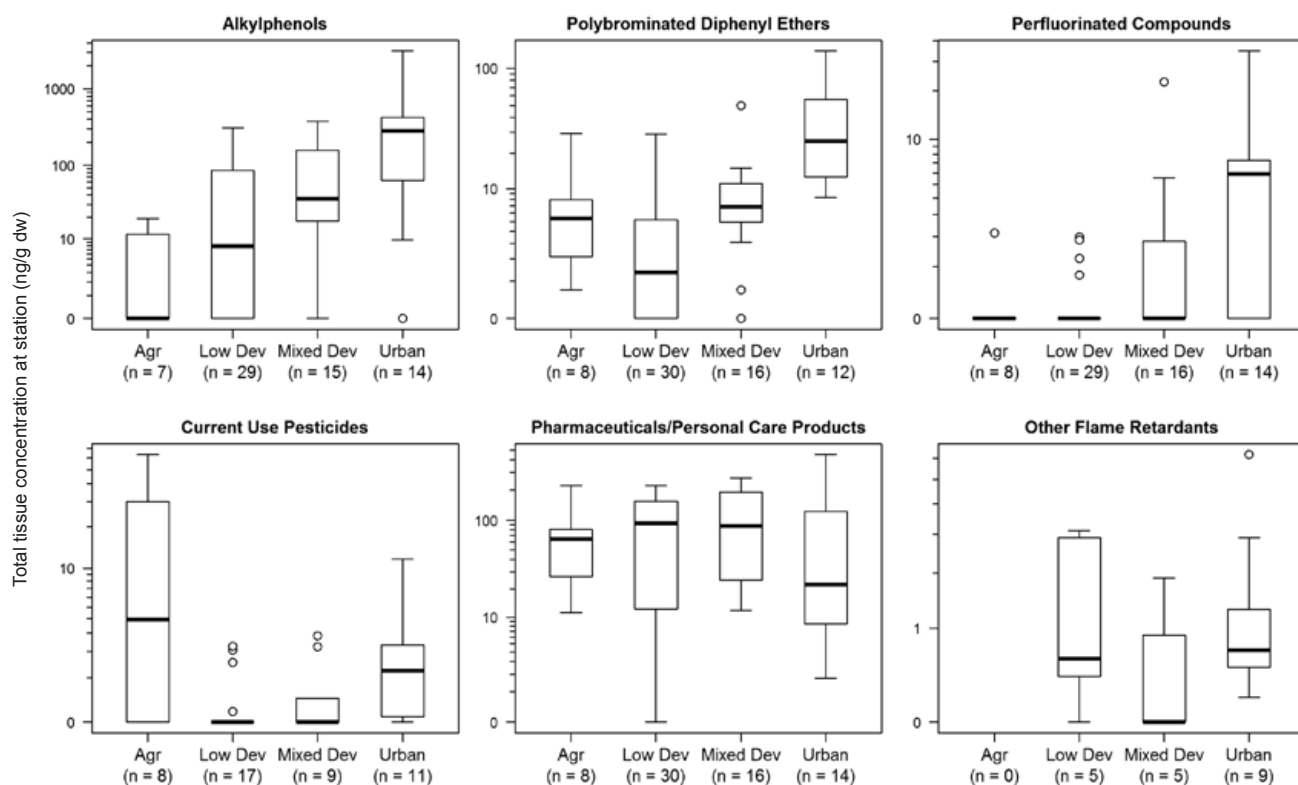 Alkylphenols
Polybrominated Diphenyl Ethers
Perfluorinated Compounds
Total tissue concentration at station (ng/g dw)
1000
100
10
0
100
10
0
10
0
Agr
Low Dev
Mixed Dev
Urban
(n = 7)
(n = 29)
(n = 15)
(n = 14)
Agr
Low Dev
Mixed Dev
Urban
(n = 8)
(n = 30)
(n = 16)
(n = 12)
Agr
Low Dev
Mixed Dev
Urban
(n = 8)
(n = 29)
(n = 16)
(n = 14)
Current Use Pesticides
Pharmaceuticals/Personal Care Products
Other Flame Retardants
10
0
100
10
0
1
0
Agr
Low Dev
Mixed Dev
Urban
(n = 8)
(n = 17)
(n = 9)
(n = 11)
Agr
Low Dev
Mixed Dev
Urban
(n = 8)
(n = 30)
(n = 16)
(n = 14)
Agr
Low Dev
Mixed Dev
Urban
(n = 0)
(n = 5)
(n = 5)
(n = 9)